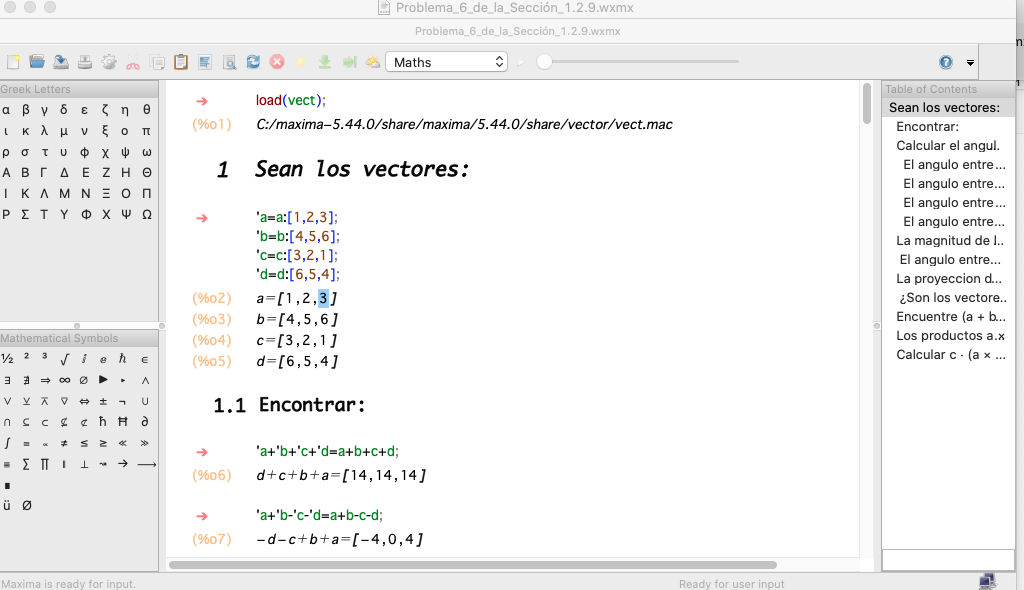 Problema_6_de_la_Sección_1.2.9.wxmx
Problema_6_de_la_Sección_1.2.9.wxmx
Maths
Greek Letters
α β γ δ ε ζ η θ
ι κ λ μ ν ξ ο π
ρ σ τ υ φ χ ψ ω
Α Β Γ Δ Ε Ζ Η Θ
Ι Κ Λ Μ Ν Ξ Ο Π
Ρ Σ Τ Υ Φ Χ Ψ Ω
Mathematical Symbols
½ ² ³ √ ⅈ ⅇ ℏ ∈
∃ ∄ ⇒ ∞ ∅ ▶ ‣ ∧
∨ ⊻ ⊼ ⊽ ⇔ ± ¬ ∪
∩ ⊆ ⊂ ⊈ ⊄ ħ Ħ ∂
∫ ≅ ∝ ≠ ≤ ≥ ≪ ≫
≡ ∑ ∏ ∥ ⊥ ↝ → ⟶
∎
ü Ø
load(vect);
(%o1) C:/maxima-5.44.0/share/maxima/5.44.0/share/vector/vect.mac
1 Sean los vectores:
'a=a:[1,2,3];
'b=b:[4,5,6];
'c=c:[3,2,1];
'd=d:[6,5,4];
(%o2) a=[1,2,3]
(%o3) b=[4,5,6]
(%o4) c=[3,2,1]
(%o5) d=[6,5,4]
1.1 Encontrar:
'a+'b+'c+'d=a+b+c+d;
(%o6) d+c+b+a=[14,14,14]
'a+'b-'c-'d=a+b-c-d;
(%o7) -d-c+b+a=[-4,0,4]
Table of Contents
Sean los vectores:
Encontrar:
Calcular el angul.
El angulo entre...
El angulo entre...
El angulo entre...
El angulo entre...
La magnitud de l..
El angulo entre...
La proyeccion d...
¿Son los vectore..
Encuentre (a + b...
Los productos a.x
Calcular c · (a × ...
Maxima is ready for input.
Ready for user input